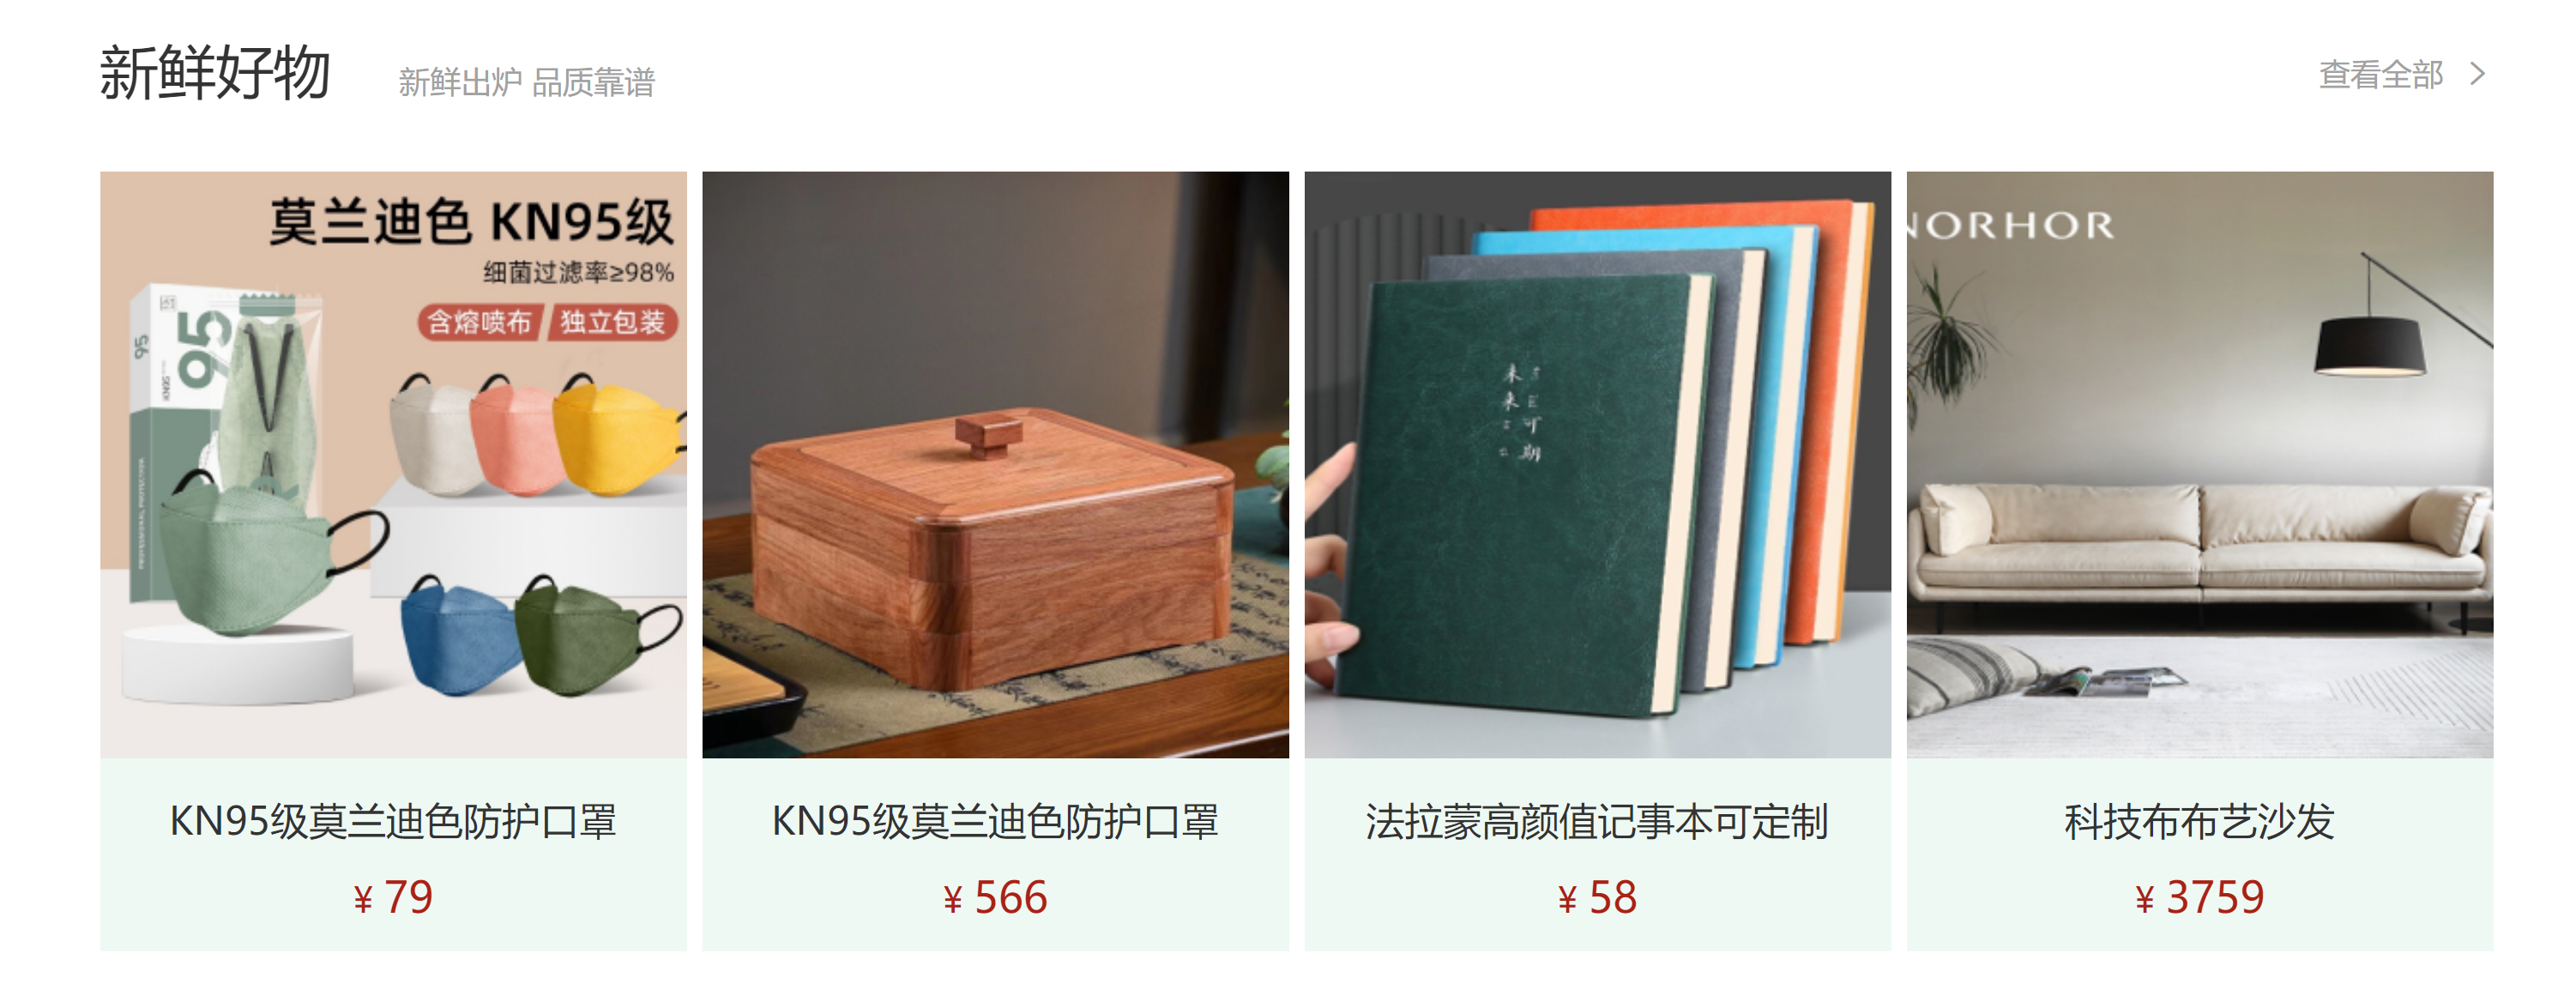 新鲜好物
新鲜出炉 品质靠谱
查看全部
莫兰迪色 KN95级
细菌过滤率≥98%
含熔喷布 独立包装
95
95
NORHOR
KN95级莫兰迪色防护口罩
¥ 79
KN95级莫兰迪色防护口罩
¥ 566
法拉蒙高颜值记事本可定制
¥ 58
科技布布艺沙发
¥ 3759